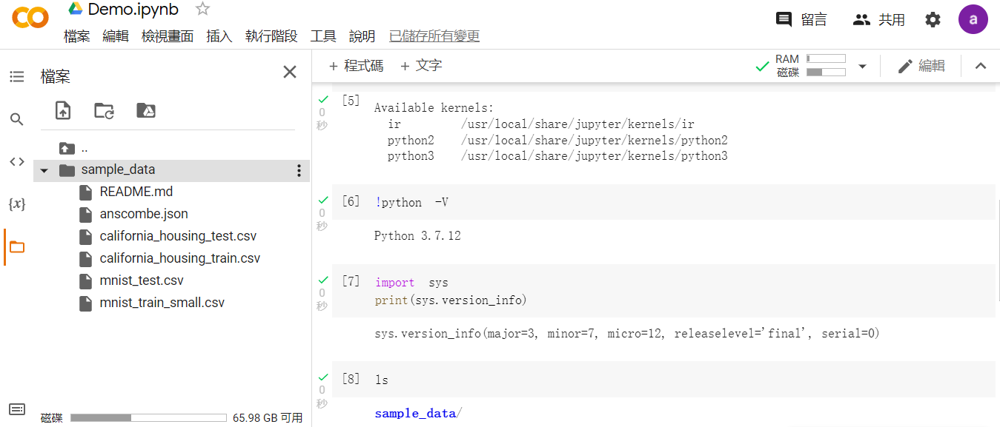 Demo.ipynb
檔案 編輯 檢視畫面 插入 執行階段 工具 說明 已儲存所有變更
留言 共用 a
檔案
..
sample_data
README.md
anscombe.json
california_housing_test.csv
california_housing_train.csv
mnist_test.csv
mnist_train_small.csv
磁碟 65.98 GB 可用
{x}
+ 程式碼 + 文字
RAM
磁碟
編輯
[5]
0
秒
Available kernels:
ir /usr/local/share/jupyter/kernels/ir
python2 /usr/local/share/jupyter/kernels/python2
python3 /usr/local/share/jupyter/kernels/python3
[6] !python -V
0
秒
Python 3.7.12
[7] import sys
0
秒
print(sys.version_info)
sys.version_info(major=3, minor=7, micro=12, releaselevel='final', serial=0)
[8] ls
0
秒
sample_data/